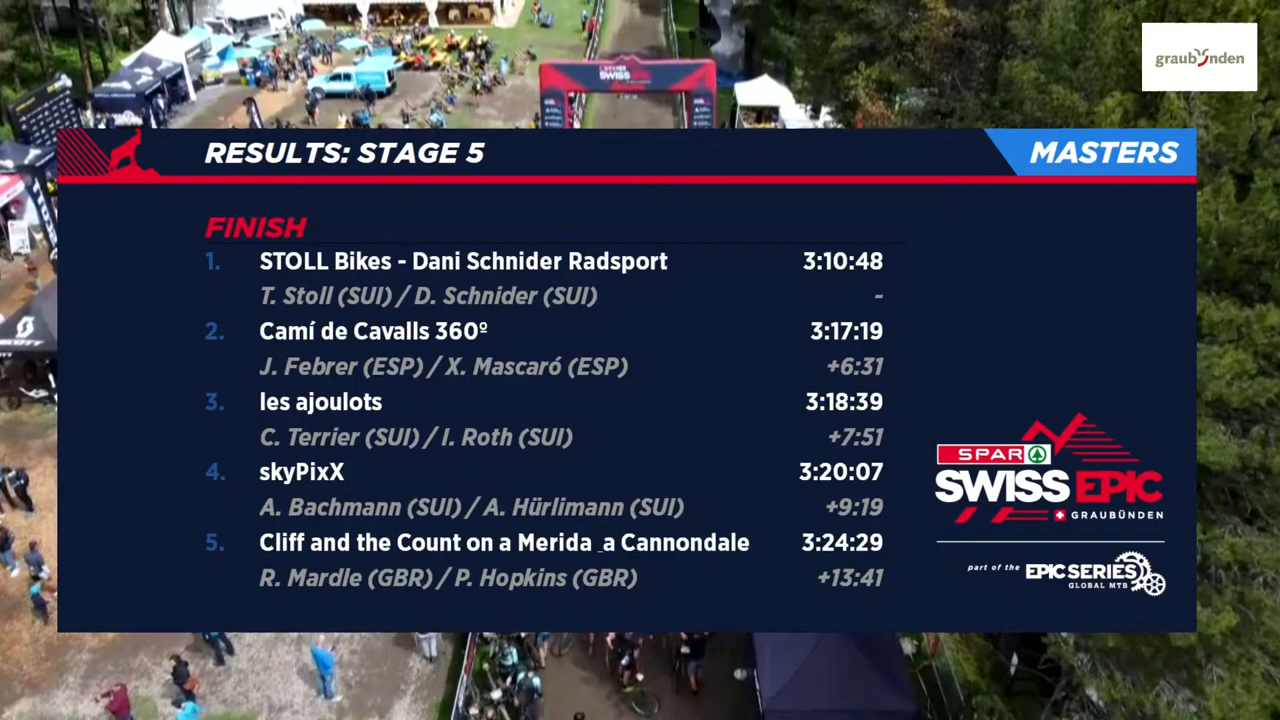 graubünden
SWISS
RESULTS: STAGE 5
MASTERS
FINISH
1. STOLL Bikes - Dani Schnider Radsport 3:10:48
T. Stoll (SUI) / D. Schnider (SUI) -
2. Camí de Cavalls 360º 3:17:19
J. Febrer (ESP) / X. Mascaró (ESP) +6:31
3. les ajoulots 3:18:39
C. Terrier (SUI) / I. Roth (SUI) +7:51
4. skyPixX 3:20:07
A. Bachmann (SUI) / A. Hürlimann (SUI) +9:19
5. Cliff and the Count on a Merida _a Cannondale 3:24:29
R. Mardle (GBR) / P. Hopkins (GBR) +13:41
SPAR
SWISS EPIC
GRAUBÜNDEN
part of the EPIC SERIES
GLOBAL MTB